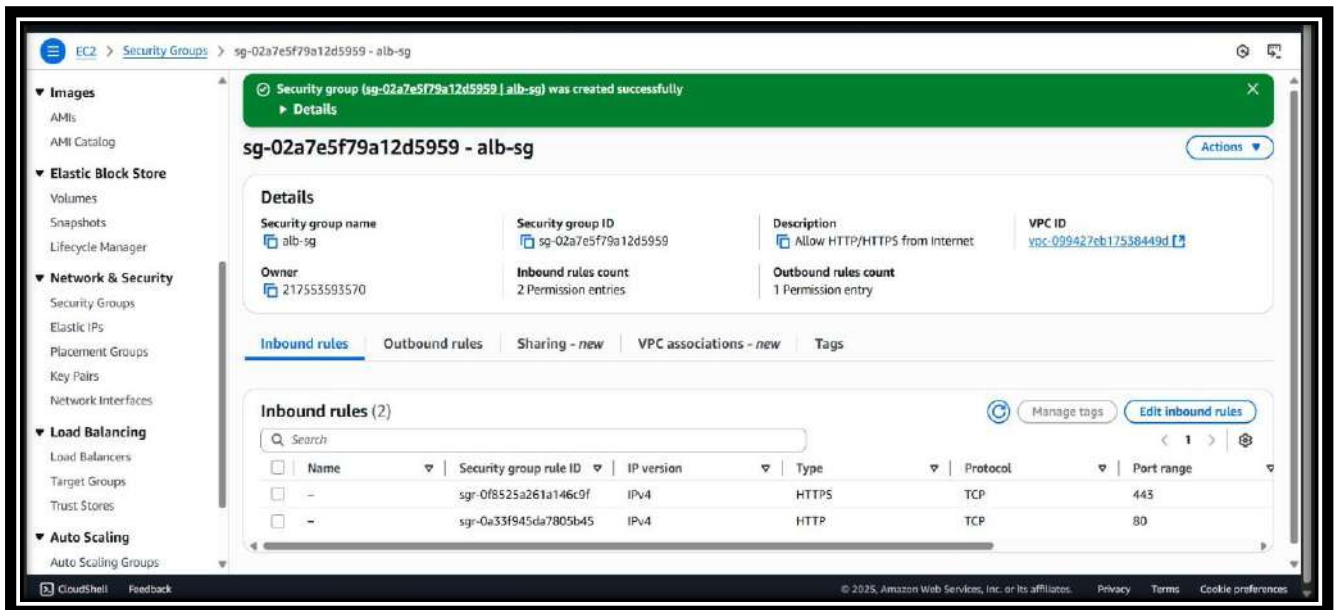 EC2 > Security Groups > sg-02a7e5f79a12d5959 - alb-sg
▼ Images
AMIs
AMI Catalog
▼ Elastic Block Store
Volumes
Snapshots
Lifecycle Manager
▼ Network & Security
Security Groups
Elastic IPs
Placement Groups
Key Pairs
Network Interfaces
▼ Load Balancing
Load Balancers
Target Groups
Trust Stores
▼ Auto Scaling
Auto Scaling Groups
Security group (sg-02a7e5f79a12d5959 | alb-sg) was created successfully
▶ Details
sg-02a7e5f79a12d5959 - alb-sg
Actions ▼
Details
Security group name
alb-sg
Security group ID
sg-02a7e5f79a12d5959
Description
Allow HTTP/HTTPS from Internet
VPC ID
vpc-099427eb17538449d
Owner
217553593570
Inbound rules count
2 Permission entries
Outbound rules count
1 Permission entry
Inbound rules Outbound rules Sharing - new VPC associations - new Tags
Inbound rules (2)
Manage tags Edit inbound rules
Search
< 1 >
Name Security group rule ID IP version Type Protocol Port range
– sgr-0f8525a261a146c9f IPv4 HTTPS TCP 443
– sgr-0a33f945da7805b45 IPv4 HTTP TCP 80
CloudShell Feedback © 2025, Amazon Web Services, Inc. or its affiliates. Privacy Terms Cookie preferences